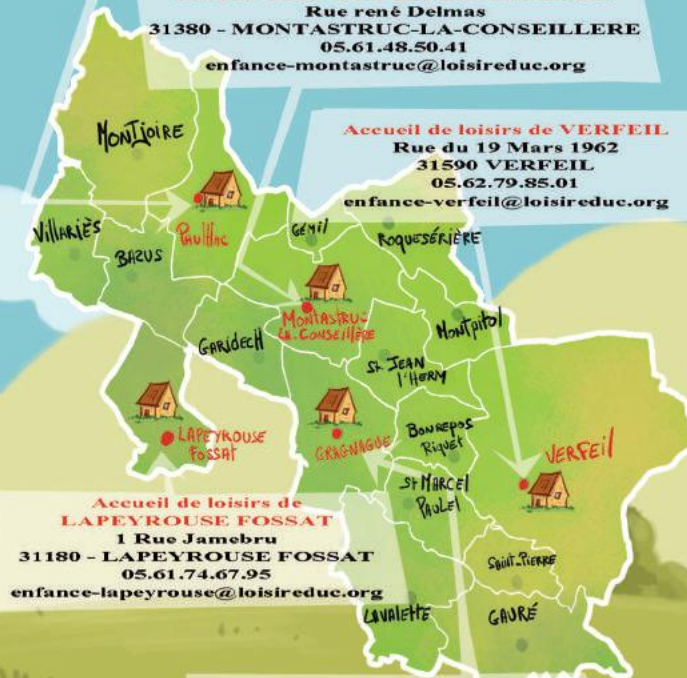 Rue rené Delmas
31380 - MONTASTRUC-LA-CONSEILLERE
05.61.48.50.41
enfance-montastruc@loisireduc.org
Accueil de loisirs de VERFEIL
Rue du 19 Mars 1962
31590 VERFEIL
05.62.79.85.01
enfance-verfeil@loisireduc.org
MONTJOIRE
VillARIÈS
BAZUS
PAUlHAC
GÉMil
ROQUESÉRIÈRE
MONTASTRUC
LA CONSEIllÈRE
MONTPITOL
GARIDECH
St JEAN
l'HERM
LAPEYROUSE
FOSSAT
GRAGNAGUE
BONREPOS
RIQUET
VERFEIl
St MARCEL
PAULEL
Accueil de loisirs de
LAPEYROUSE FOSSAT
1 Rue Jamebru
31180 - LAPEYROUSE FOSSAT
05.61.74.67.95
enfance-lapeyrouse@loisireduc.org
SAINT-PIERRE
LAVALETTE
GAURÉ